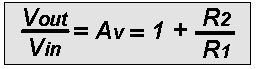 Vout/Vin = Av = 1 + R2/R1